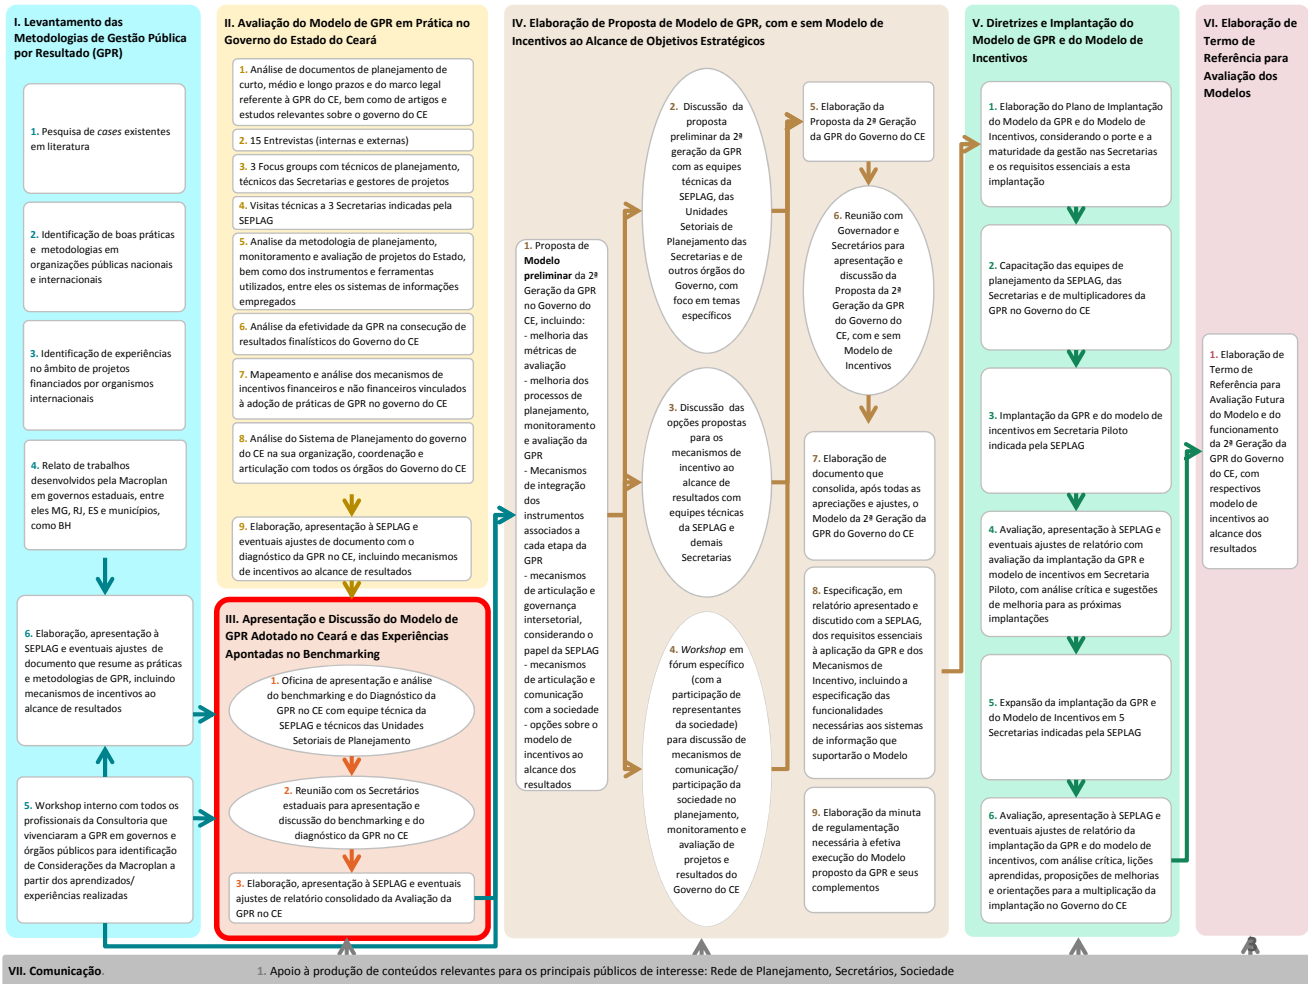 I. Levantamento das
Metodologias de Gestão Pública
por Resultado (GPR)
1. Pesquisa de cases existentes
em literatura
2. Identificação de boas práticas
e metodologias em
organizações públicas nacionais
e internacionais
3. Identificação de experiências
no âmbito de projetos
financiados por organismos
internacionais
4. Relato de trabalhos
desenvolvidos pela Macroplan
em governos estaduais, entre
eles MG, RJ, ES e municípios,
como BH
6. Elaboração, apresentação à
SEPLAG e eventuais ajustes de
documento que resume as práticas
e metodologias de GPR, incluindo
mecanismos de incentivos ao
alcance de resultados
5. Workshop interno com todos os
profissionais da Consultoria que
vivenciaram a GPR em governos e
órgãos públicos para identificação
de Considerações da Macroplan a
partir dos aprendizados/
experiências realizadas
II. Avaliação do Modelo de GPR em Prática no
Governo do Estado do Ceará
1. Análise de documentos de planejamento de
curto, médio e longo prazos e do marco legal
referente à GPR do CE, bem como de artigos e
estudos relevantes sobre o governo do CE
2. 15 Entrevistas (internas e externas)
3. 3 Focus groups com técnicos de planejamento,
técnicos das Secretarias e gestores de projetos
4. Visitas técnicas a 3 Secretarias indicadas pela
SEPLAG
5. Analise da metodologia de planejamento,
monitoramento e avaliação de projetos do Estado,
bem como dos instrumentos e ferramentas
utilizados, entre eles os sistemas de informações
empregados
6. Análise da efetividade da GPR na consecução de
resultados finalísticos do Governo do CE
7. Mapeamento e análise dos mecanismos de
incentivos financeiros e não financeiros vinculados
à adoção de práticas de GPR no governo do CE
8. Análise do Sistema de Planejamento do governo
do CE na sua organização, coordenação e
articulação com todos os órgãos do Governo do CE
9. Elaboração, apresentação à SEPLAG e
eventuais ajustes de documento com o
diagnóstico da GPR no CE, incluindo mecanismos
de incentivos ao alcance de resultados
III. Apresentação e Discussão do Modelo de
GPR Adotado no Ceará e das Experiências
Apontadas no Benchmarking
1. Oficina de apresentação e análise
do benchmarking e do Diagnóstico da
GPR no CE com equipe técnica da
SEPLAG e técnicos das Unidades
Setoriais de Planejamento
2. Reunião com os Secretários
estaduais para apresentação e
discussão do benchmarking e do
diagnóstico da GPR no CE
3. Elaboração, apresentação à SEPLAG e eventuais
ajustes de relatório consolidado da Avaliação da
GPR no CE
IV. Elaboração de Proposta de Modelo de GPR, com e sem Modelo de
Incentivos ao Alcance de Objetivos Estratégicos
1. Proposta de
Modelo
preliminar da 2ª
Geração da GPR
no Governo do
CE, incluindo:
- melhoria das
métricas de
avaliação
- melhoria dos
processos de
planejamento,
monitoramento
e avaliação da
GPR
- Mecanismos
de integração
dos
instrumentos
associados a
cada etapa da
GPR
- mecanismos
de articulação e
governança
intersetorial,
considerando o
papel da SEPLAG
- mecanismos
de articulação e
comunicação
com a sociedade
- opções sobre o
modelo de
incentivos ao
alcance dos
resultados
2. Discussão da
proposta
preliminar da 2ª
geração da GPR
com as equipes
técnicas da
SEPLAG, das
Unidades
Setoriais de
Planejamento das
Secretarias e de
outros órgãos do
Governo, com
foco em temas
específicos
3. Discussão das
opções propostas
para os
mecanismos de
incentivo ao
alcance de
resultados com
equipes técnicas
da SEPLAG e
demais
Secretarias
4. Workshop em
fórum específico
(com a
participação de
representantes
da sociedade)
para discussão de
mecanismos de
comunicação/
participação da
sociedade no
planejamento,
monitoramento e
avaliação de
projetos e
resultados do
Governo do CE
5. Elaboração da
Proposta da 2ª Geração
da GPR do Governo do CE
6. Reunião com
Governador e
Secretários para
apresentação e
discussão da
Proposta da 2ª
Geração da GPR
do Governo do
CE, com e sem
Modelo de
Incentivos
7. Elaboração de
documento que
consolida, após todas as
apreciações e ajustes, o
Modelo da 2ª Geração da
GPR do Governo do CE
8. Especificação, em
relatório apresentado e
discutido com a SEPLAG,
dos requisitos essenciais
à aplicação da GPR e dos
Mecanismos de
Incentivo, incluindo a
especificação das
funcionalidades
necessárias aos sistemas
de informação que
suportarão o Modelo
9. Elaboração da minuta
de regulamentação
necessária à efetiva
execução do Modelo
proposto da GPR e seus
complementos
V. Diretrizes e Implantação do
Modelo de GPR e do Modelo de
Incentivos
1. Elaboração do Plano de Implantação
do Modelo da GPR e do Modelo de
Incentivos, considerando o porte e a
maturidade da gestão nas Secretarias
e os requisitos essenciais a esta
implantação
2. Capacitação das equipes de
planejamento da SEPLAG, das
Secretarias e de multiplicadores da
GPR no Governo do CE
3. Implantação da GPR e do modelo de
incentivos em Secretaria Piloto
indicada pela SEPLAG
4. Avaliação, apresentação à SEPLAG e
eventuais ajustes de relatório com
avaliação da implantação da GPR e
modelo de incentivos em Secretaria
Piloto, com análise crítica e sugestões
de melhoria para as próximas
implantações
5. Expansão da implantação da GPR e
do Modelo de Incentivos em 5
Secretarias indicadas pela SEPLAG
6. Avaliação, apresentação à SEPLAG e
eventuais ajustes de relatório da
implantação da GPR e do modelo de
incentivos, com análise crítica, lições
aprendidas, proposições de melhorias
e orientações para a multiplicação da
implantação no Governo do CE
VI. Elaboração de
Termo de
Referência para
Avaliação dos
Modelos
1. Elaboração de
Termo de
Referência para
Avaliação Futura
do Modelo e do
funcionamento
da 2ª Geração da
GPR do Governo
do CE, com
respectivos
modelo de
incentivos ao
alcance dos
resultados
3
VII. Comunicação.
1. Apoio à produção de conteúdos relevantes para os principais públicos de interesse: Rede de Planejamento, Secretários, Sociedade